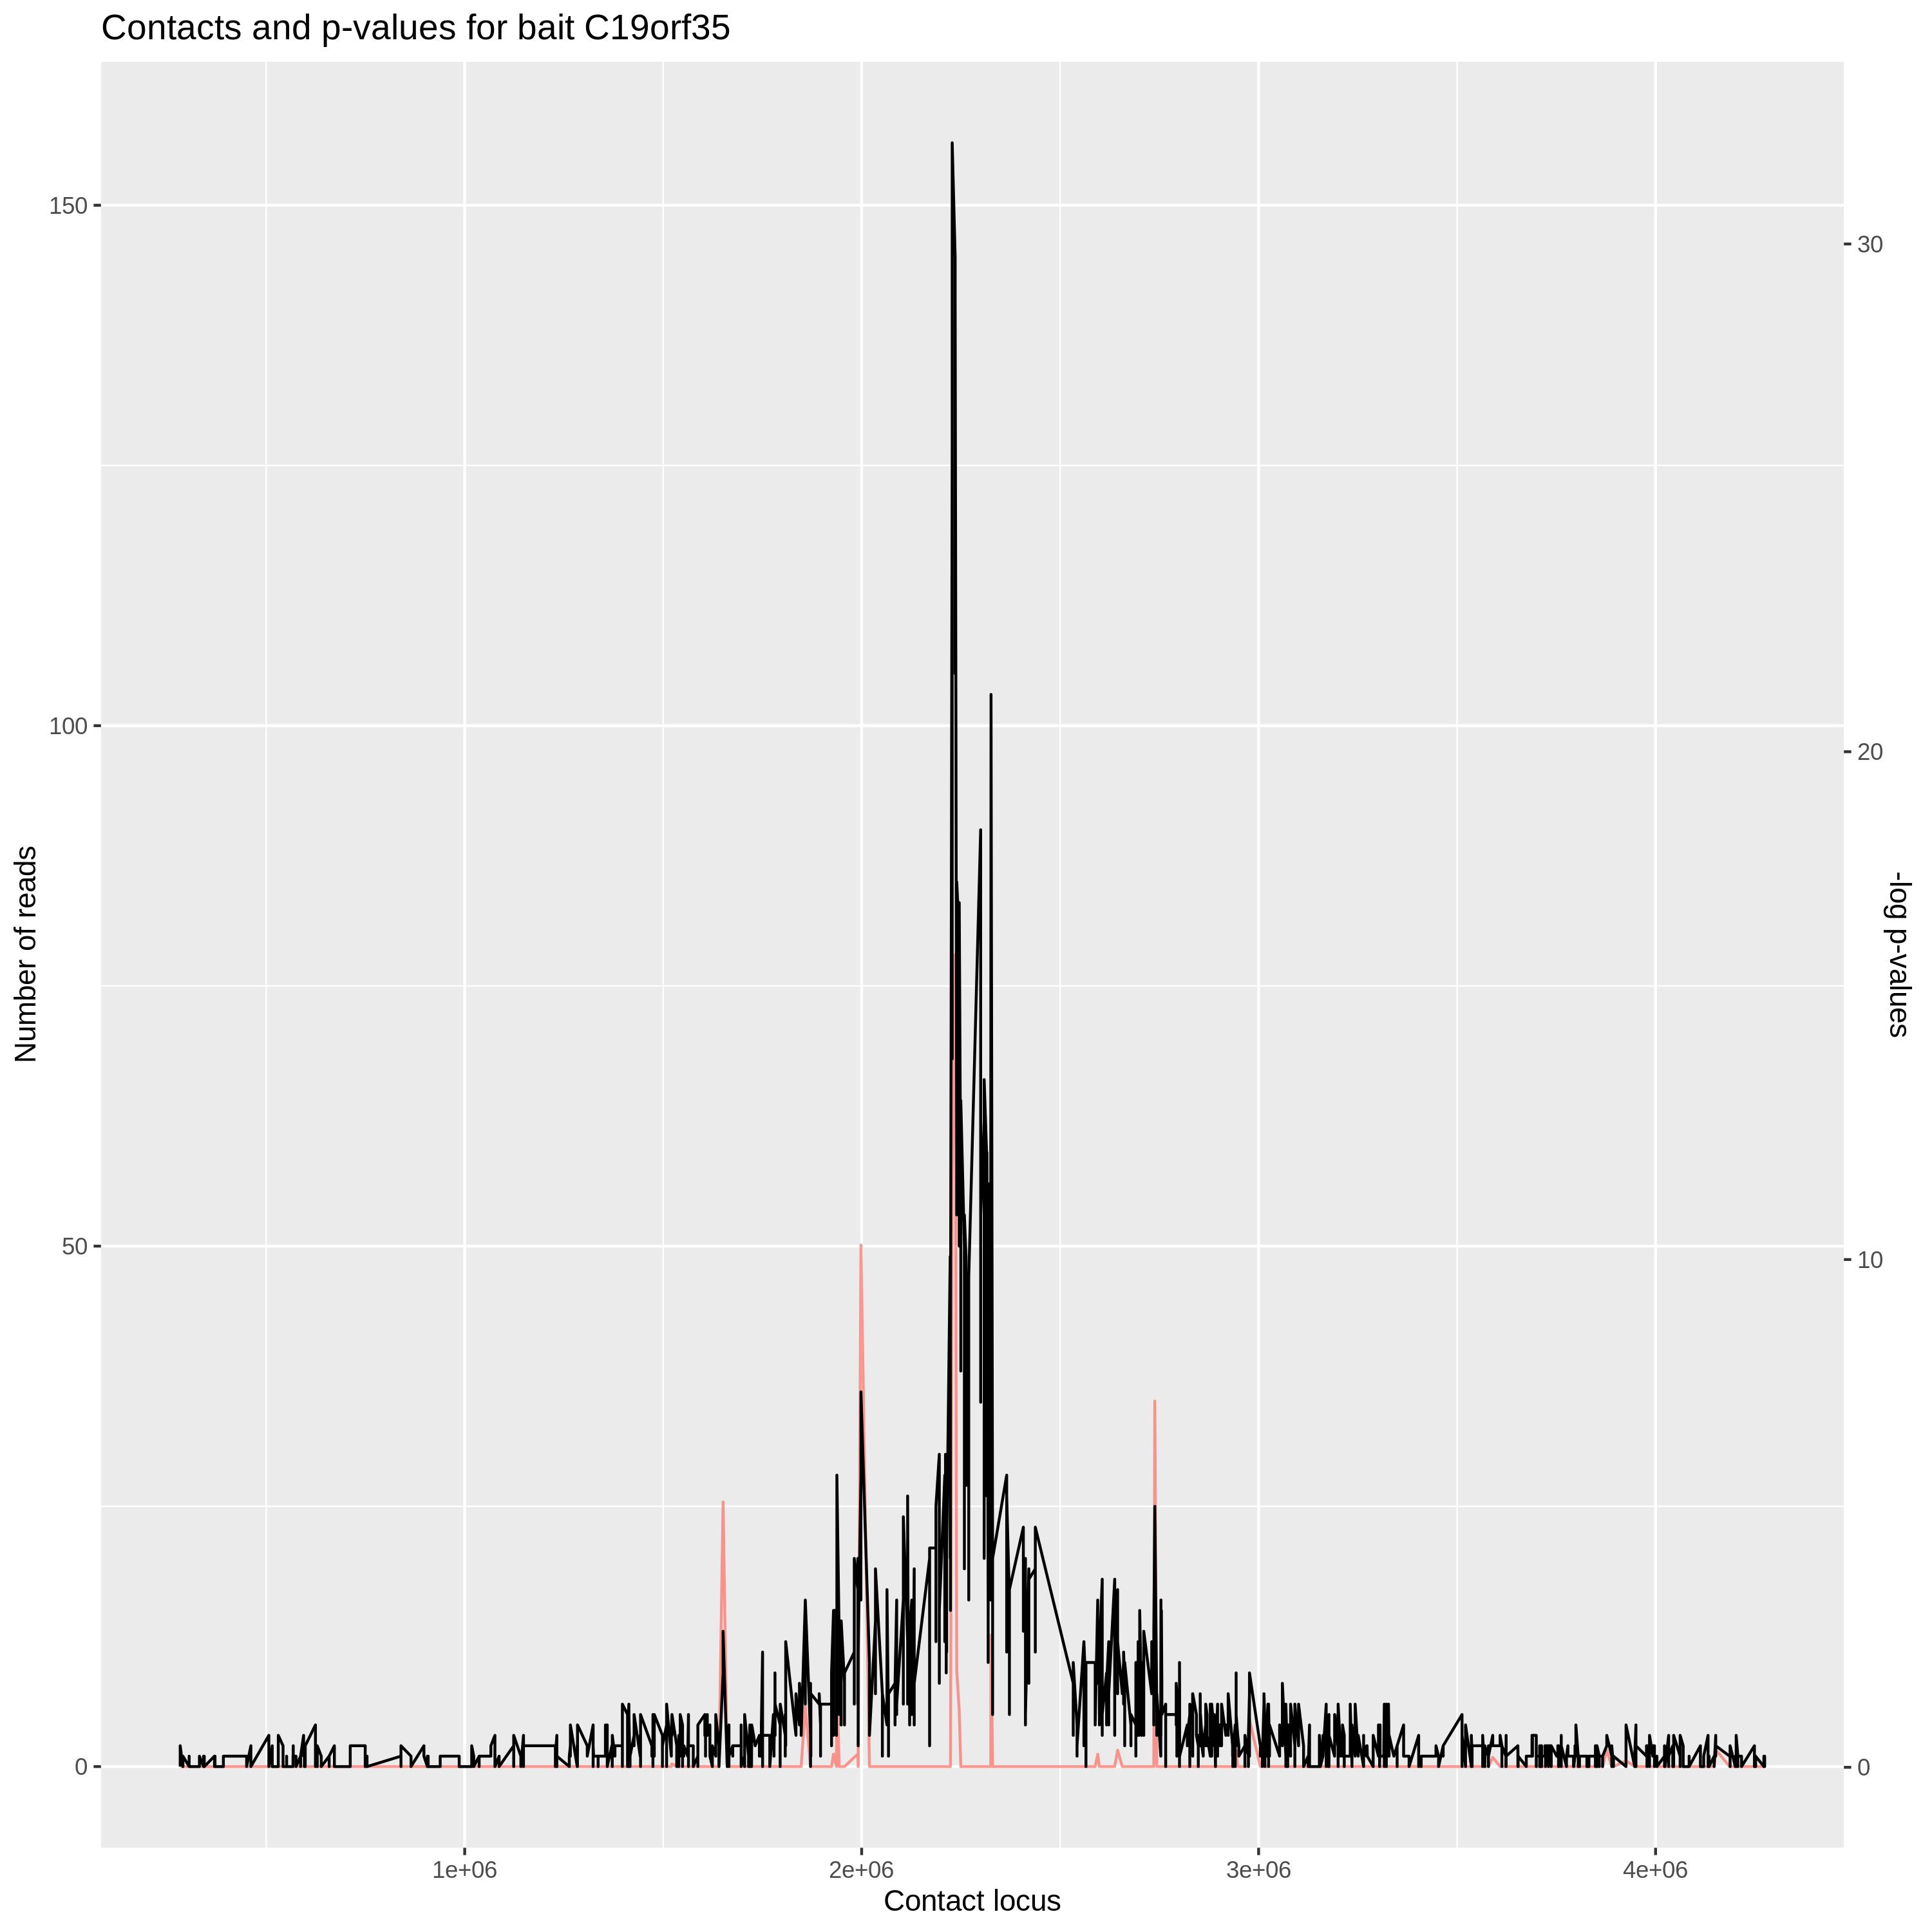 Contacts and p-values for bait C19orf35
150
100
50
0
30
20
10
0
Number of reads
-log p-values
1e+06
2e+06
3e+06
4e+06
Contact locus